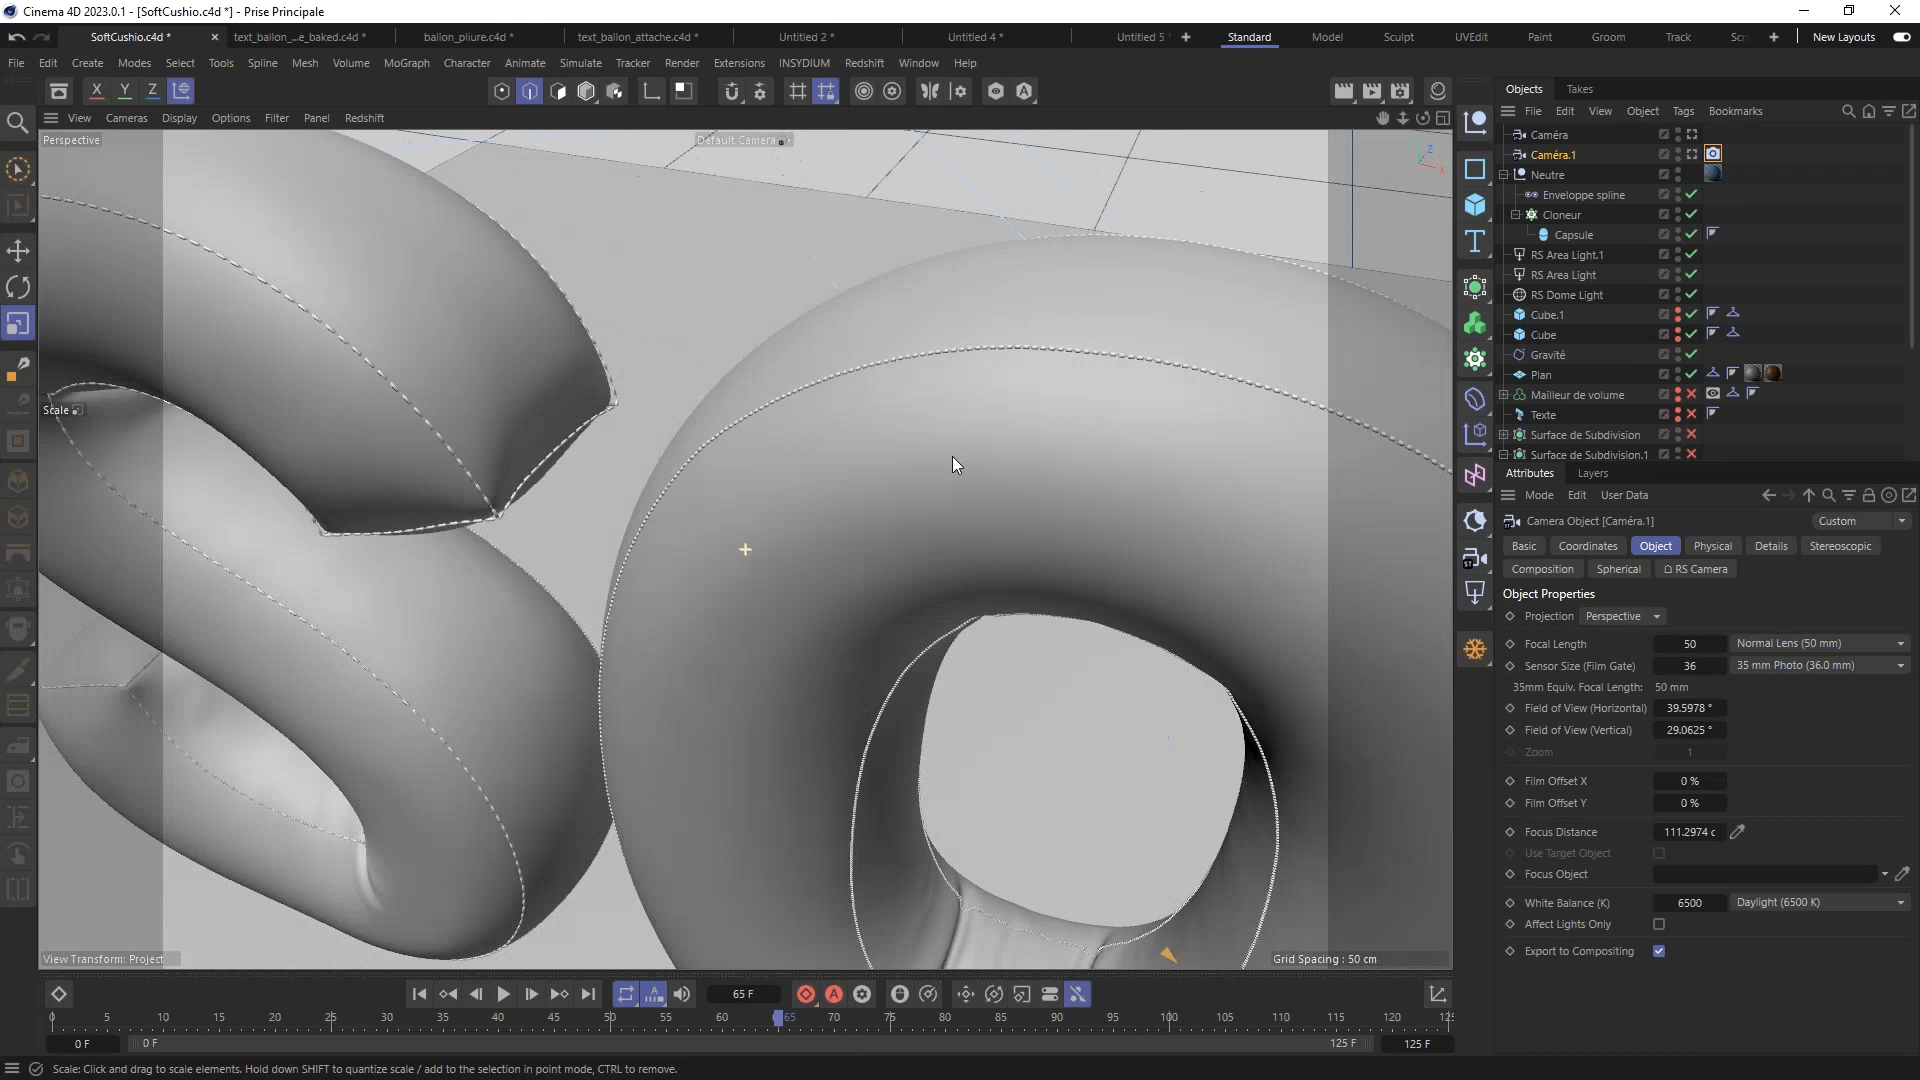 Cinema 4D 2023.0.1 - [SoftCushio.c4d *] - Prise Principale
SoftCushio.c4d *
text_ballon_...e_baked.c4d *
ballon_pliure.c4d *
text_ballon_attache.c4d *
Untitled 2 *
Untitled 4 *
Untitled 5
Standard
Model
Sculpt
UVEdit
Paint
Groom
Track
New Layouts
File Edit Create Modes Select Tools Spline Mesh Volume MoGraph Character Animate Simulate Tracker Render Extensions INSYDIUM Redshift Window Help
X Y Z
View Cameras Display Options Filter Panel Redshift
Perspective
Default Camera
Z
X
Scale
View Transform: Project
Grid Spacing : 50 cm
Objects Takes
File Edit View Object Tags Bookmarks
Caméra
Caméra.1
Neutre
Enveloppe spline
Cloneur
Capsule
RS Area Light.1
RS Area Light
RS Dome Light
Cube.1
Cube
Gravité
Plan
Mailleur de volume
Texte
Surface de Subdivision
Surface de Subdivision.1
Attributes Layers
Mode Edit User Data
Camera Object [Caméra.1]
Custom
Basic Coordinates Object Physical Details Stereoscopic
Composition Spherical RS Camera
Object Properties
Projection Perspective
Focal Length 50 Normal Lens (50 mm)
Sensor Size (Film Gate) 36 35 mm Photo (36.0 mm)
35mm Equiv. Focal Length: 50 mm
Field of View (Horizontal) 39.5978 °
Field of View (Vertical) 29.0625 °
Zoom 1
Film Offset X 0 %
Film Offset Y 0 %
Focus Distance 111.2974 c
Use Target Object
Focus Object
White Balance (K) 6500 Daylight (6500 K)
Affect Lights Only
Export to Compositing
65 F
0 5 10 15 20 25 30 35 40 45 50 55 60 65 70 75 80 85 90 95 100 105 110 115 120 125
0 F
0 F
125 F
125 F
Scale: Click and drag to scale elements. Hold down SHIFT to quantize scale / add to the selection in point mode, CTRL to remove.